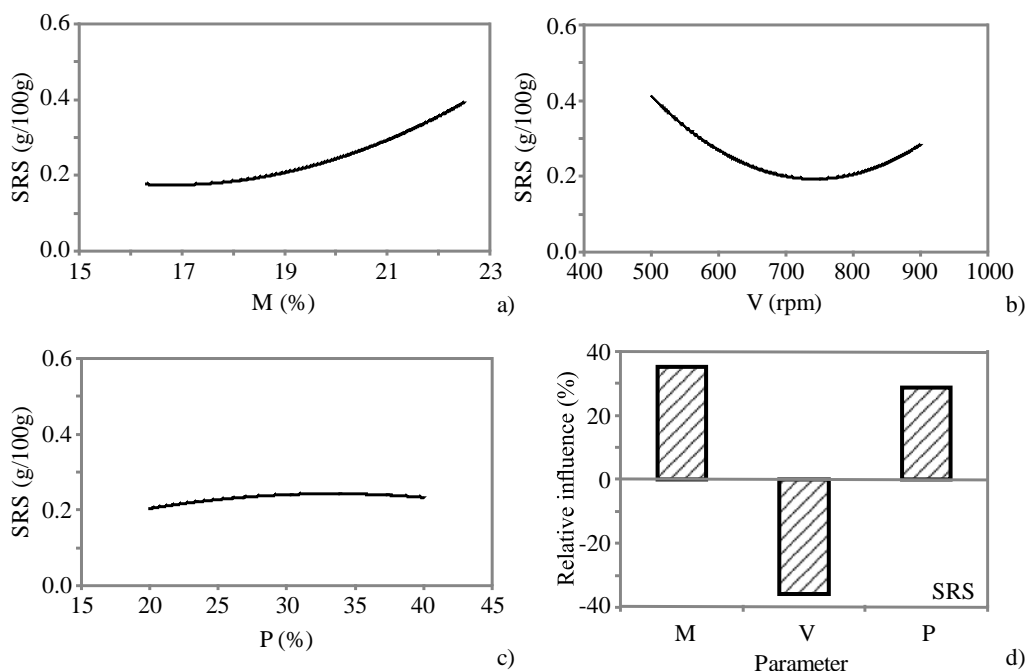 0.6
0.4
0.2
0.0
SRS (g/100g)
15 17 19 21 23
M (%)
a)
0.6
0.4
0.2
0.0
SRS (g/100g)
400 500 600 700 800 900 1000
V (rpm)
b)
0.6
0.4
0.2
0.0
SRS (g/100g)
15 20 25 30 35 40 45
P (%)
c)
40
20
0
-20
-40
Relative influence (%)
SRS
M V P
Parameter
d)